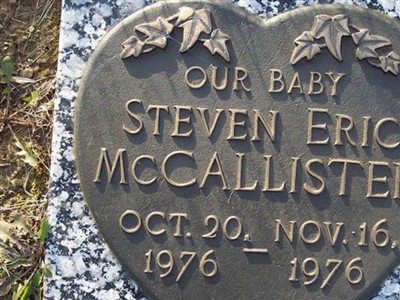 OUR BABY
STEVEN ERIC
MCCALLISTER
OCT. 20, NOV. 16,
1976 — 1976